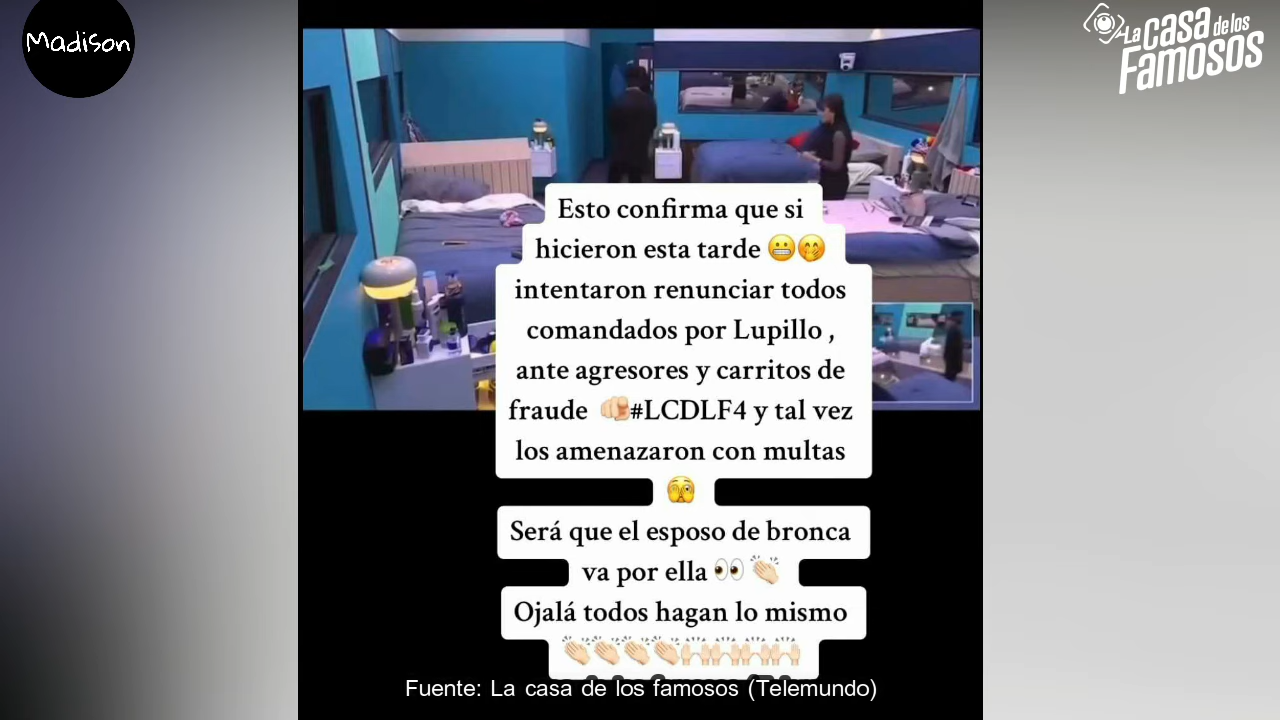 Madison
La casa de los
Famosos
Esto confirma que si
hicieron esta tarde 😬🤭
intentaron renunciar todos
comandados por Lupillo ,
ante agresores y carritos de
fraude 🫵🏻#LCDLF4 y tal vez
los amenazaron con multas
🫣
Será que el esposo de bronca
va por ella 👀 👏🏻
Ojalá todos hagan lo mismo
👏🏻👏🏻👏🏻👏🏻🙌🏻🙌🏻🙌🏻🙌🏻
Fuente: La casa de los famosos (Telemundo)